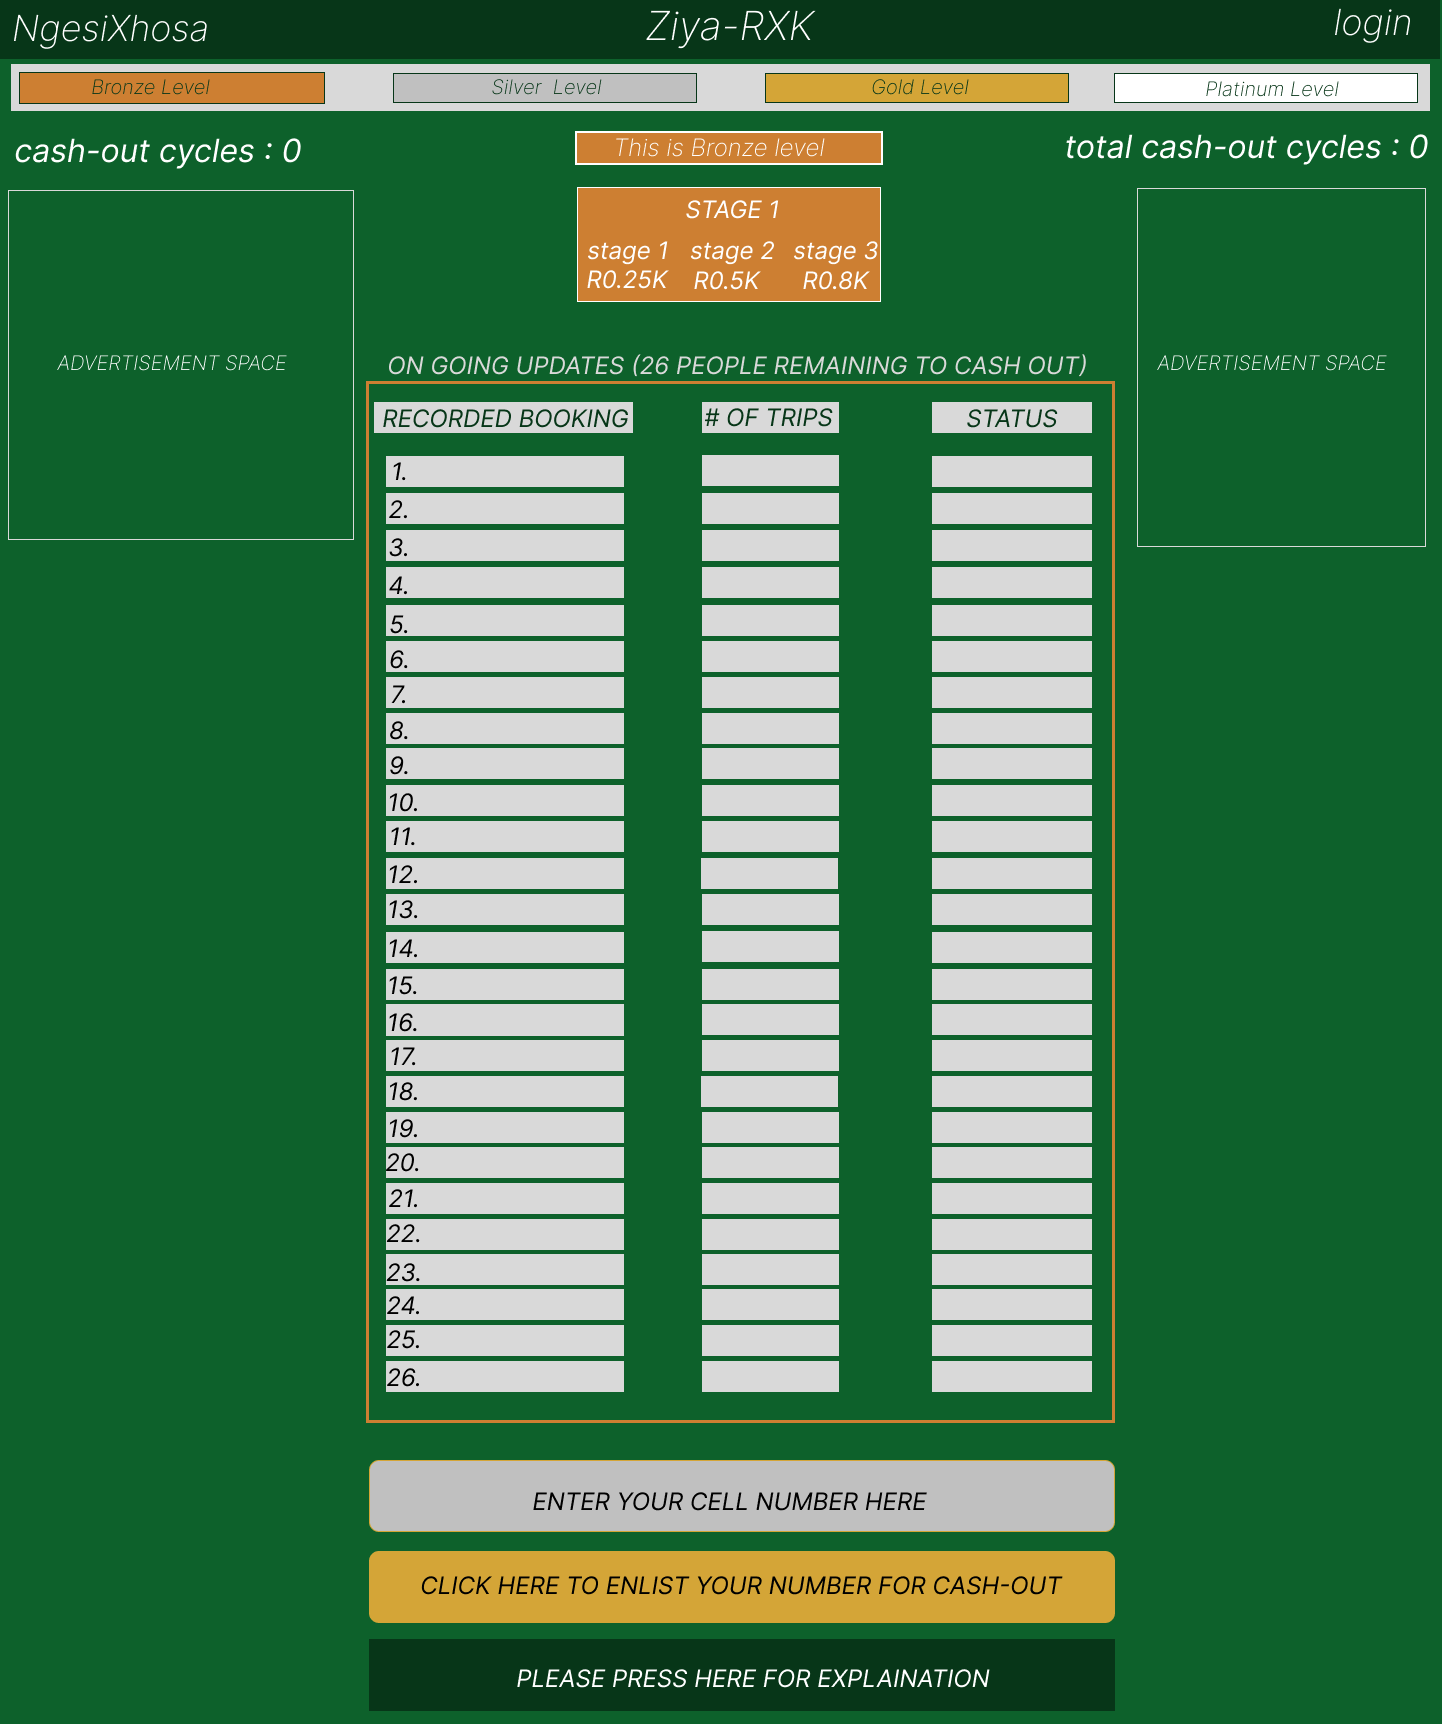 NgesiXhosa
Ziya-RXK
login
Bronze Level
Silver  Level
Gold Level
Platinum Level
cash-out cycles : 0
This is Bronze level
total cash-out cycles : 0
STAGE 1
stage 1 stage 2 stage 3
R0.25K R0.5K R0.8K
ADVERTISEMENT SPACE
ADVERTISEMENT SPACE
ON GOING UPDATES (26 PEOPLE REMAINING TO CASH OUT)
RECORDED BOOKING # OF TRIPS STATUS
1.
2.
3.
4.
5.
6.
7.
8.
9.
10.
11.
12.
13.
14.
15.
16.
17.
18.
19.
20.
21.
22.
23.
24.
25.
26.
ENTER YOUR CELL NUMBER HERE
CLICK HERE TO ENLIST YOUR NUMBER FOR CASH-OUT
PLEASE PRESS HERE FOR EXPLAINATION